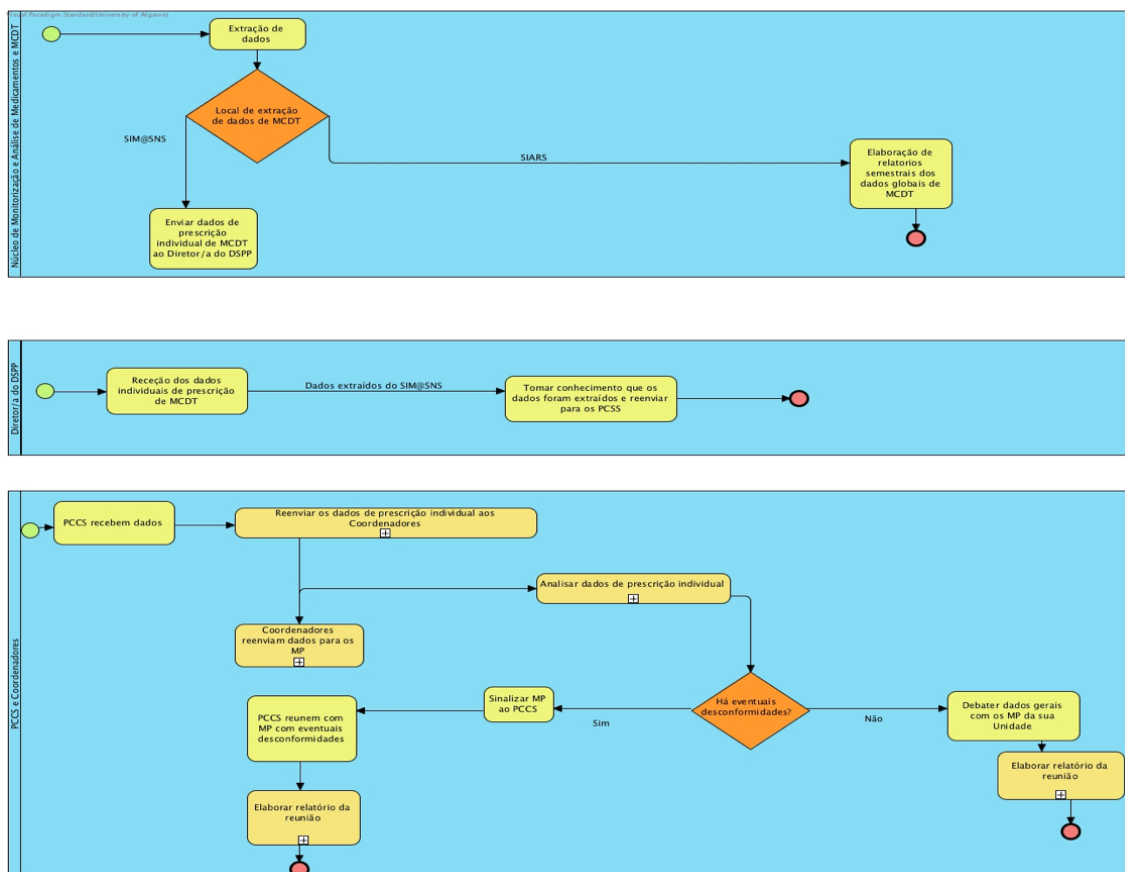 Visual Paradigm Standard(University of Algarve)
Núcleo de Monitorização e Análise de Medicamentos e MCDT
Extração de
dados
Local de extração
de dados de MCDT
SIM@SNS
SIARS
Enviar dados de
prescrição
individual de MCDT
ao Diretor/a do DSPP
Elaboração de
relatorios
semestrais dos
dados globais de
MCDT
Diretor/a do DSPP
Receção dos dados
individuais de prescrição
de MCDT
Dados extraídos do SIM@SNS
Tomar conhecimento que os
dados foram extraídos e reenviar
para os PCSS
PCCS e Coordenadores
PCCS recebem dados
Reenviar os dados de prescrição individual aos
Coordenadores
Analisar dados de prescrição individual
Coordenadores
reenviam dados para os
MP
Há eventuais
desconformidades?
Sim
Não
Sinalizar MP
ao PCCS
PCCS reunem com
MP com eventuais
desconformidades
Elaborar relatório da
reunião
Debater dados gerais
com os MP da sua
Unidade
Elaborar relatório da
reunião